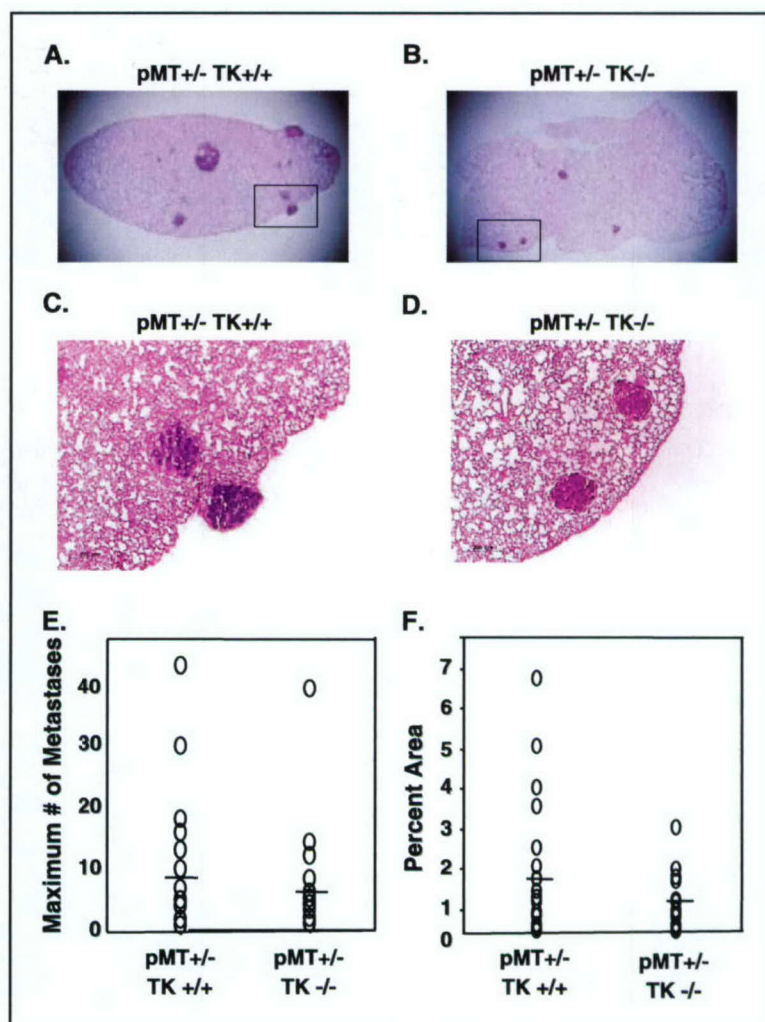 A.
pMT+/- TK+/+
B.
pMT+/- TK-/-
C.
pMT+/- TK+/+
D.
pMT+/- TK-/-
E.
Maximum # of Metastases
40
30
20
10
0
pMT+/-
TK +/+
pMT+/-
TK -/-
F.
Percent Area
7
6
5
4
3
2
1
0
pMT+/-
TK +/+
pMT+/-
TK -/-